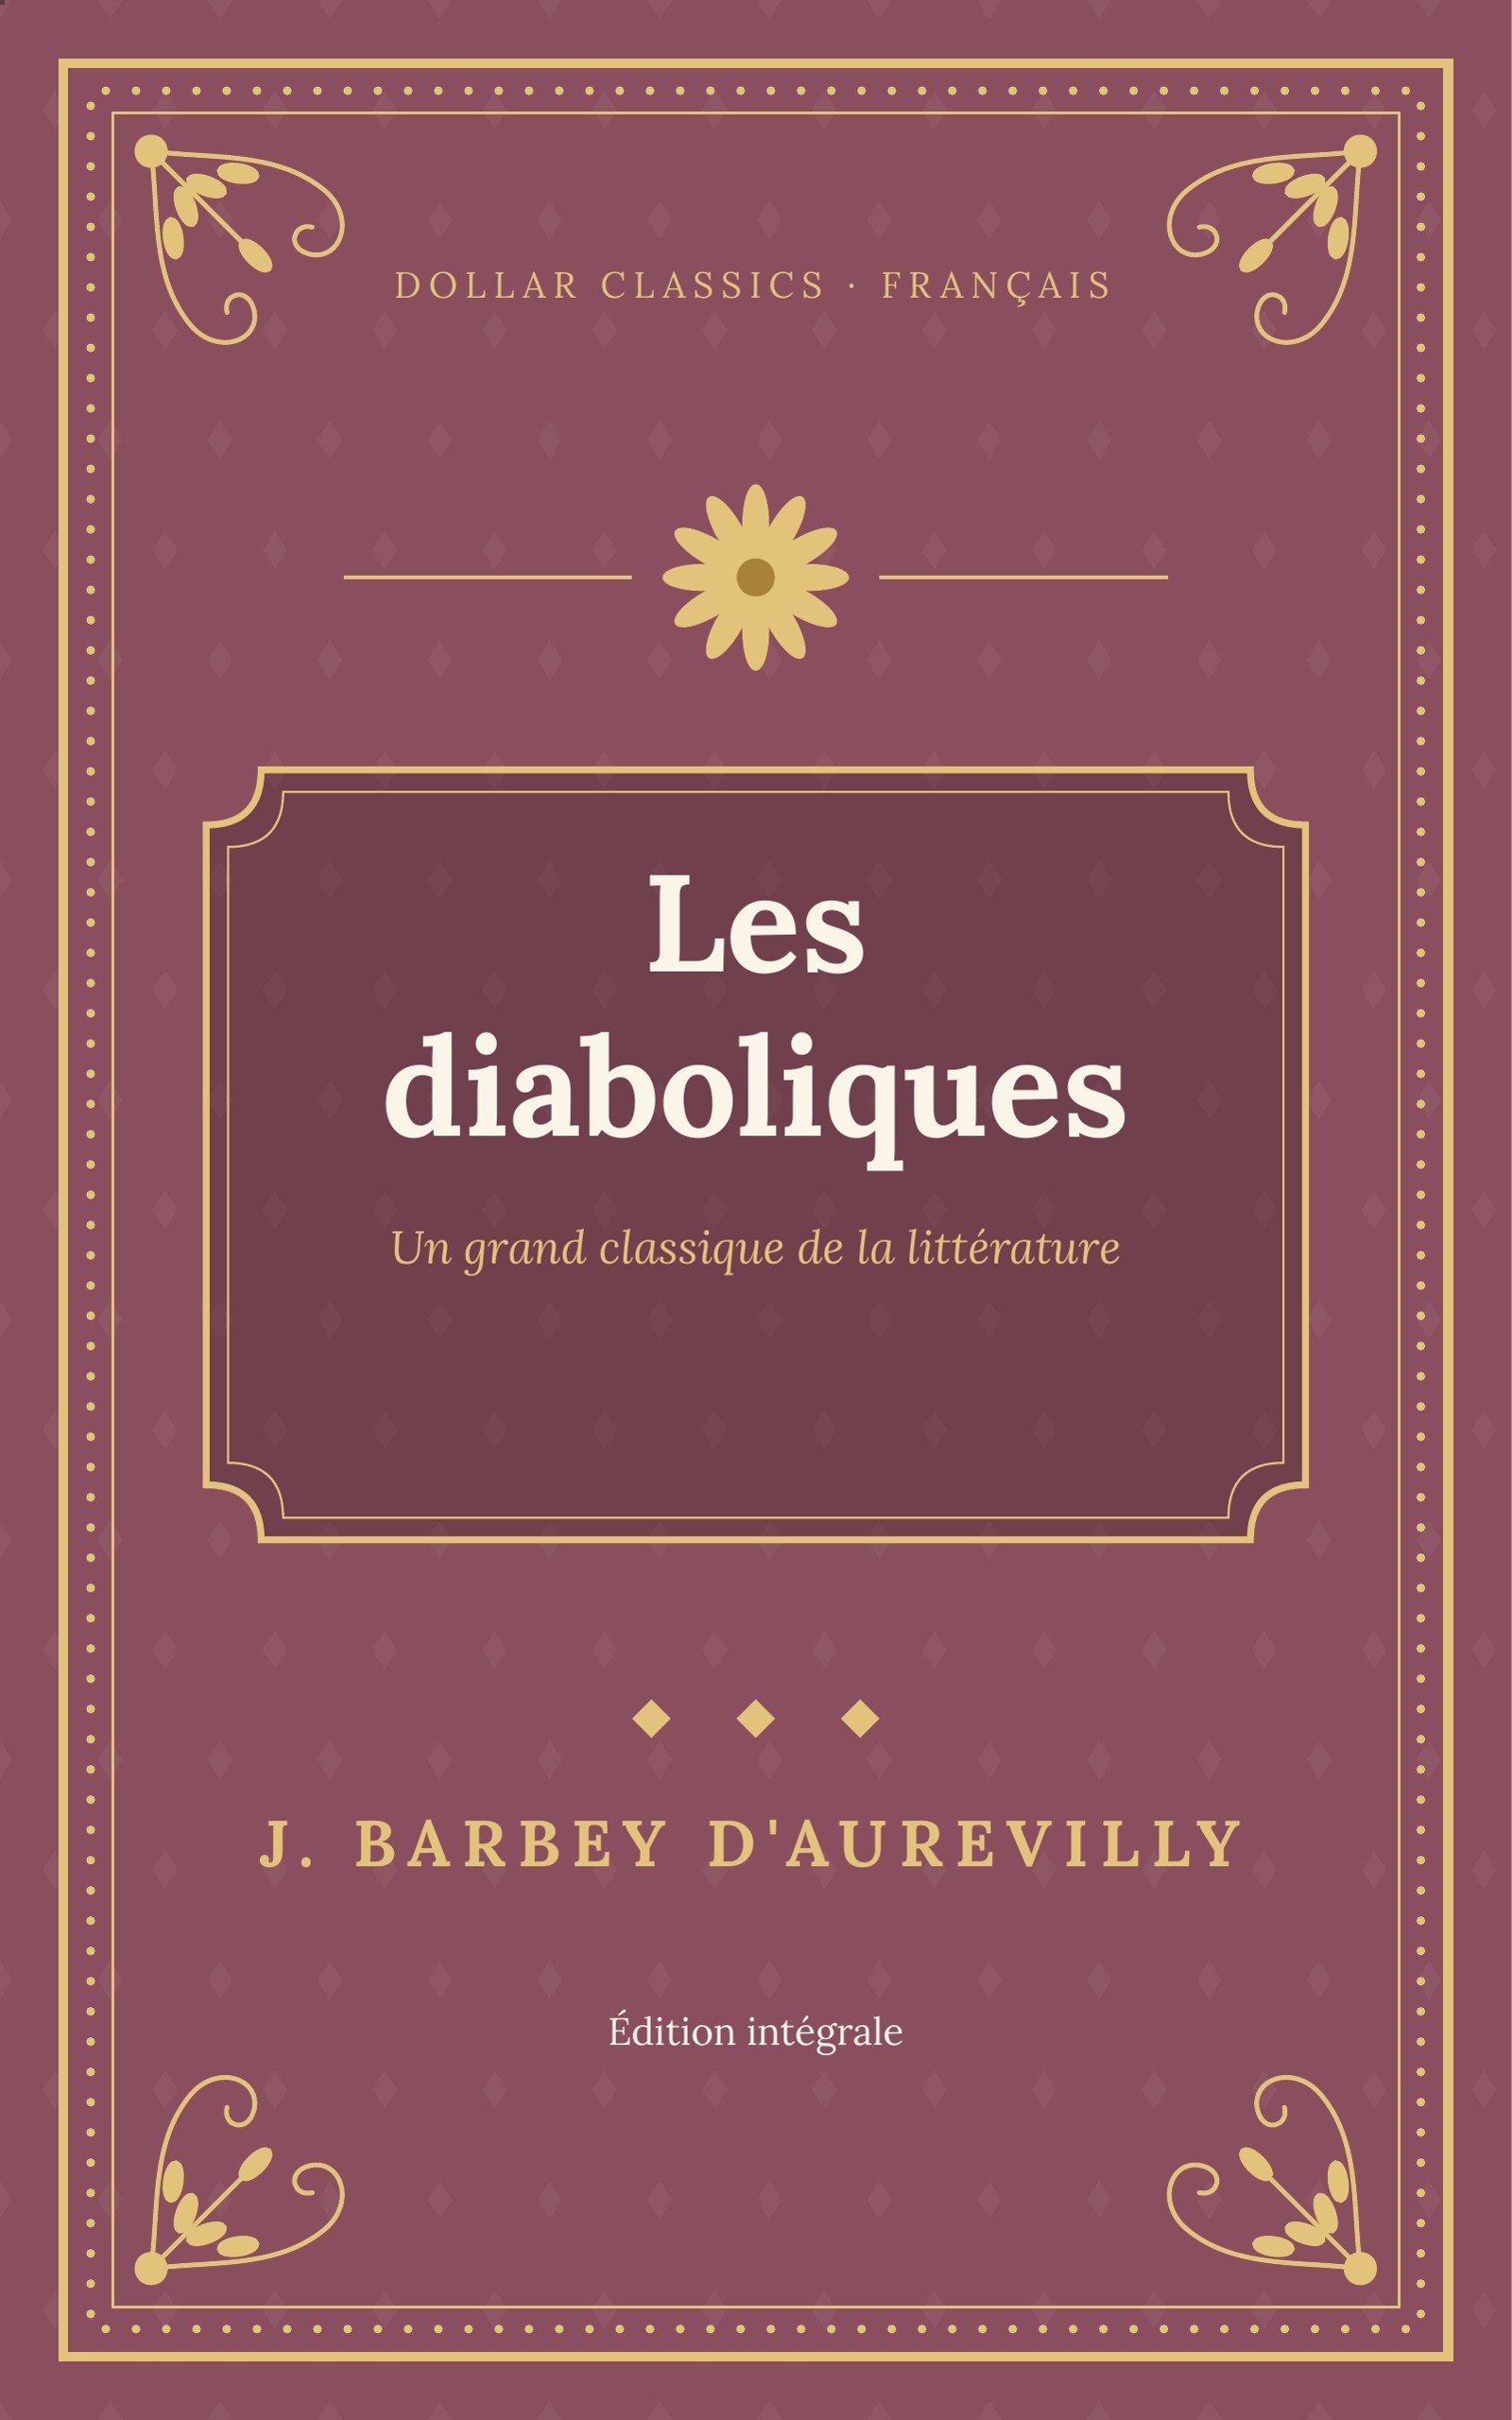 DOLLAR CLASSICS · FRANÇAIS
Les
diaboliques
Un grand classique de la littérature
J. BARBEY D'AUREVILLY
Édition intégrale